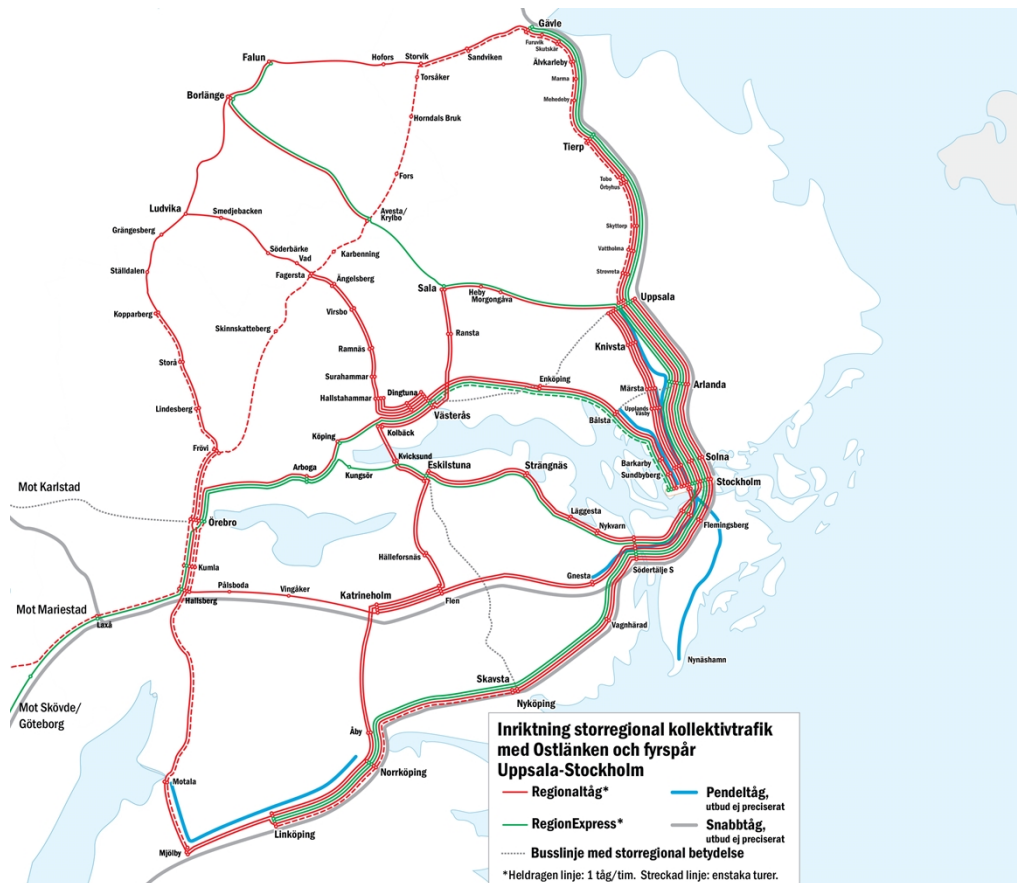 Gävle
Furuvik
Skutskär
Älvkarleby
Marma
Mehedeby
Falun
Hofors
Storvik
Sandviken
Torsåker
Borlänge
Horndals Bruk
Tierp
Fors
Tobo
Örbyhus
Avesta/
Krylbo
Ludvika
Smedjebacken
Skyttorp
Grängesberg
Karbenning
Söderbärke
Vad
Vattholma
Ställdalen
Fagersta
Ängelsberg
Storvreta
Sala
Heby
Morgongåva
Uppsala
Kopparberg
Virsbo
Skinnskatteberg
Ransta
Knivsta
Storå
Ramnäs
Surahammar
Enköping
Märsta
Arlanda
Dingtuna
Hallstahammar
Lindesberg
Västerås
Upplands
Väsby
Bålsta
Kolbäck
Köping
Frövi
Kvicksund
Solna
Barkarby
Sundbyberg
Arboga
Kungsör
Eskilstuna
Strängnäs
Stockholm
Mot Karlstad
Örebro
Läggesta
Nykvarn
Flemingsberg
Kumla
Hälleforsnäs
Södertälje S
Gnesta
Pålsboda
Vingåker
Hallsberg
Katrineholm
Flen
Mot Mariestad
Laxå
Vagnhärad
Nynäshamn
Skavsta
Nyköping
Mot Skövde/
Göteborg
Åby
Norrköping
Motala
Linköping
Mjölby
Inriktning storregional kollektivtrafik
med Ostlänken och fyrspår
Uppsala-Stockholm
Regionaltåg*
Pendeltåg,
utbud ej preciserat
RegionExpress*
Snabbtåg,
utbud ej preciserat
Busslinje med storregional betydelse
*Heldragen linje: 1 tåg/tim. Streckad linje: enstaka turer.